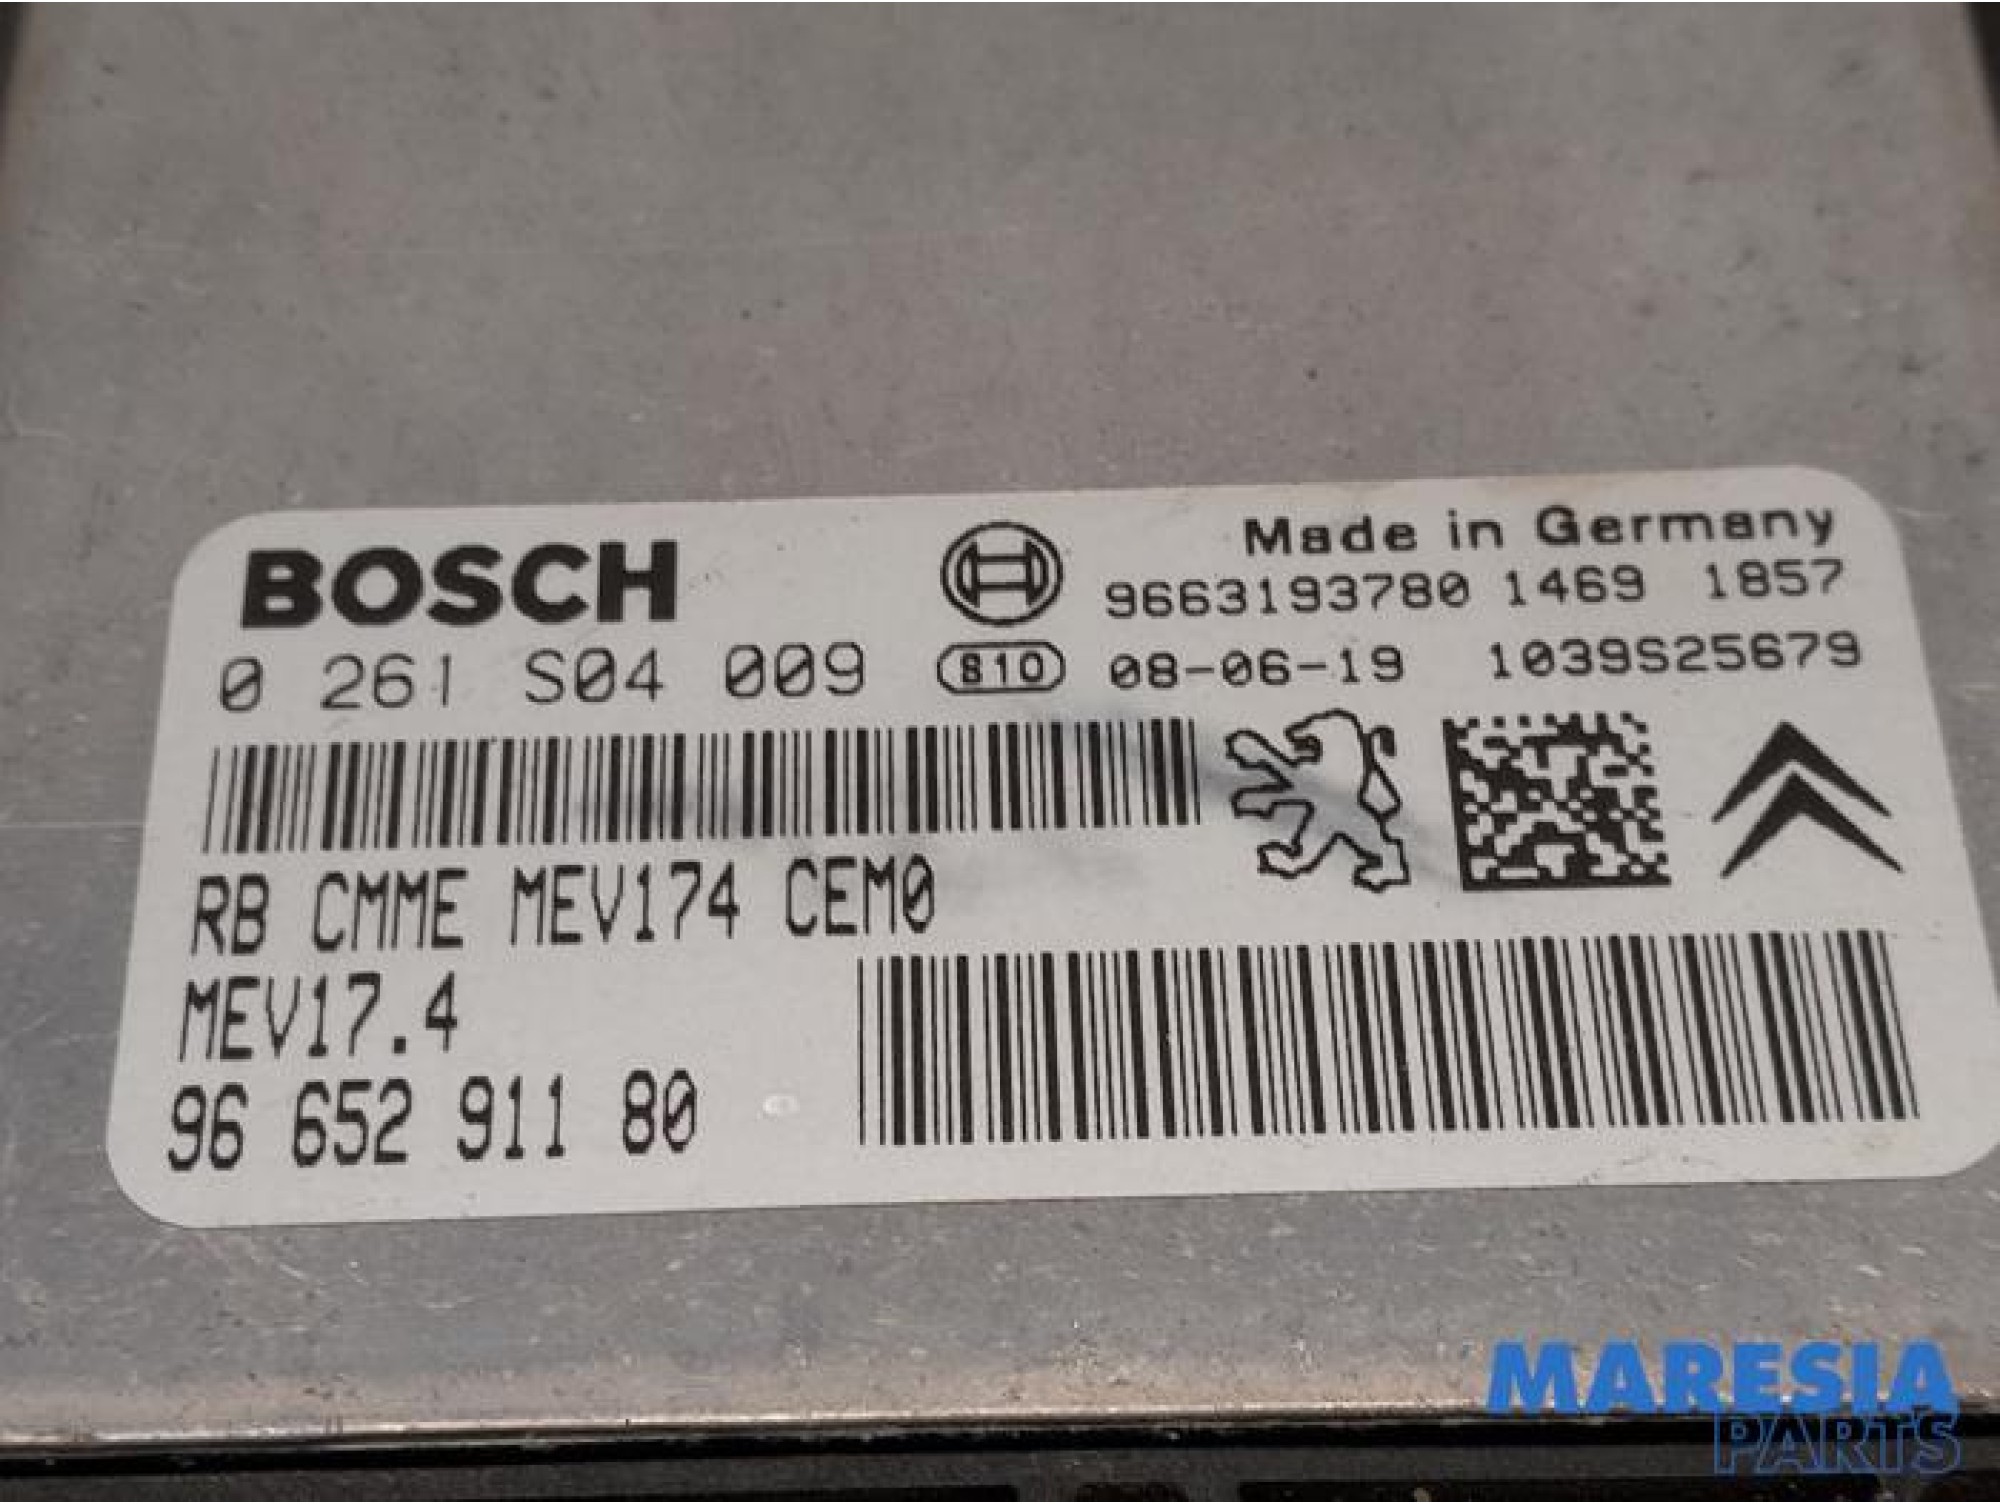 BOSCH
Made in Germany
9663193780 1469 1857
0 261 S04 009
B10 08-06-19 1039S25679
RB CMME MEV174 CEM0
MEV17.4
96 652 911 80
MARESIA
PARTS